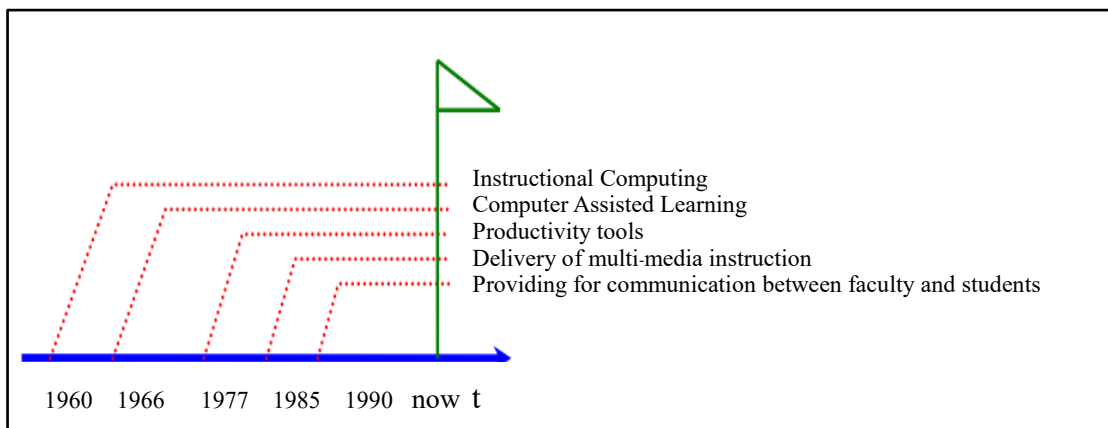 Instructional Computing
Computer Assisted Learning
Productivity tools
Delivery of multi-media instruction
Providing for communication between faculty and students
1960 1966 1977 1985 1990 now t